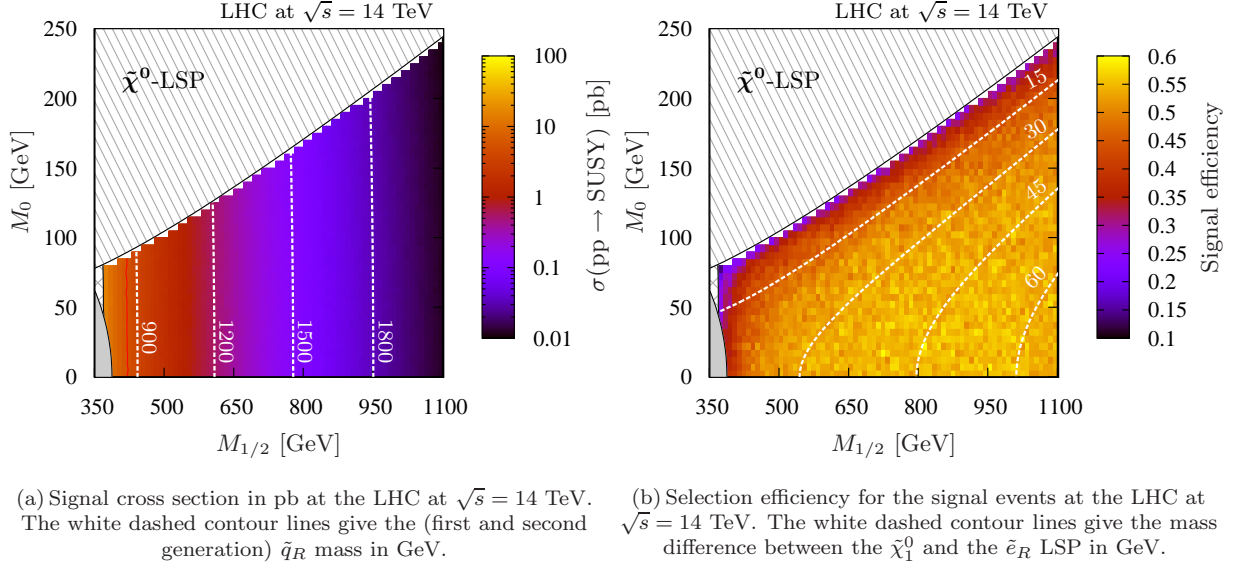 LHC at √s = 14 TeV
250
200
150
100
50
0
M₀ [GeV]
χ̃⁰-LSP
900
1200
1500
1800
350 460 650 800 950 1100
M₁/₂ [GeV]
100
10
1
0.1
0.01
σ(pp → SUSY) [pb]
LHC at √s = 14 TeV
250
200
150
100
50
0
M₀ [GeV]
χ̃⁰-LSP
15
30
45
60
350 500 650 800 950 1100
M₁/₂ [GeV]
0.6
0.55
0.5
0.45
0.4
0.35
0.3
0.25
0.2
0.15
0.1
Signal efficiency
(a) Signal cross section in pb at the LHC at √s = 14 TeV.
The white dashed contour lines give the (first and second
generation) q̃_R mass in GeV.
(b) Selection efficiency for the signal events at the LHC at
√s = 14 TeV. The white dashed contour lines give the mass
difference between the χ̃₁⁰ and the ẽ_R LSP in GeV.